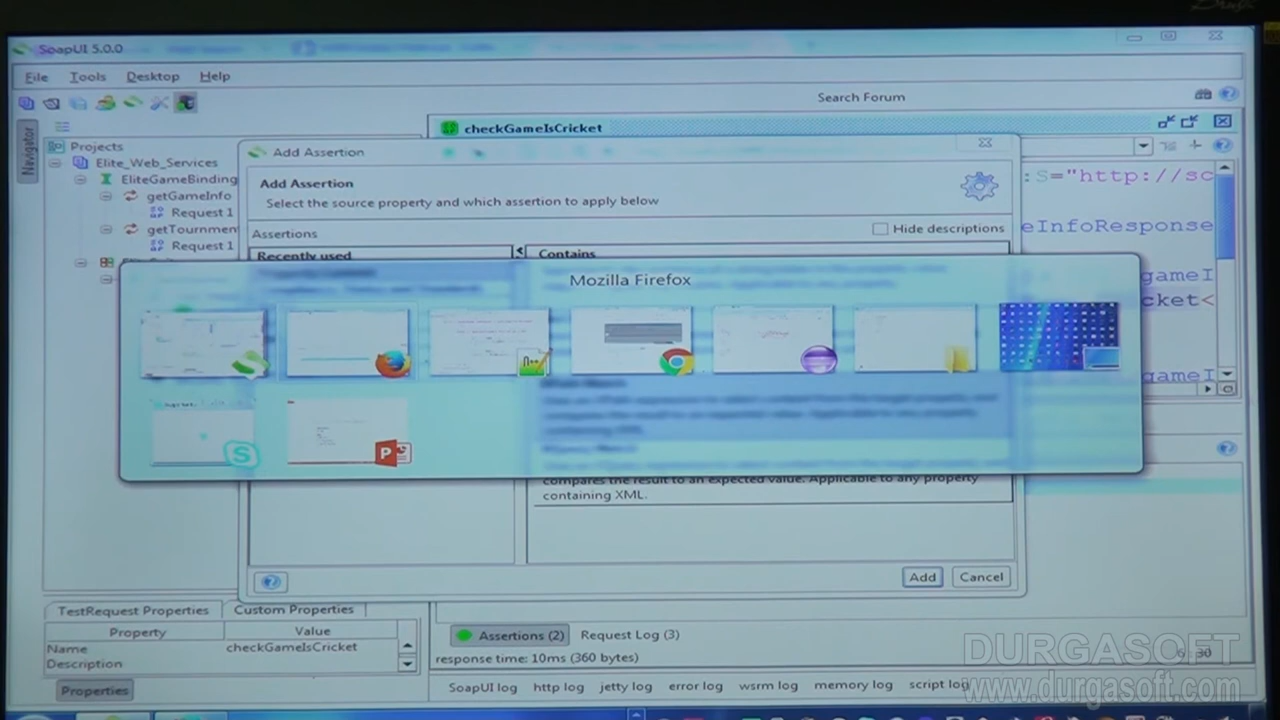 SoapUI 5.0.0
File Tools Desktop Help
Search Forum
Navigator
Projects
Elite_Web_Services
EliteGameBinding
getGameInfo
Request 1
getTournment
Request 1
checkGameIsCricket
Add Assertion
Add Assertion
Select the source property and which assertion to apply below
Assertions
Hide descriptions
Recently used
Contains
:S="http://sc
eInfoResponse
gameI
cket<
gameI
Mozilla Firefox
compares the result to an expected value. Applicable to any property
containing XML.
Add Cancel
TestRequest Properties Custom Properties
Property Value
Name checkGameIsCricket
Description
Properties
Assertions (2) Request Log (3)
response time: 10ms (360 bytes)
SoapUI log http log jetty log error log wsrm log memory log script log
DURGASOFT
www.durgasoft.com